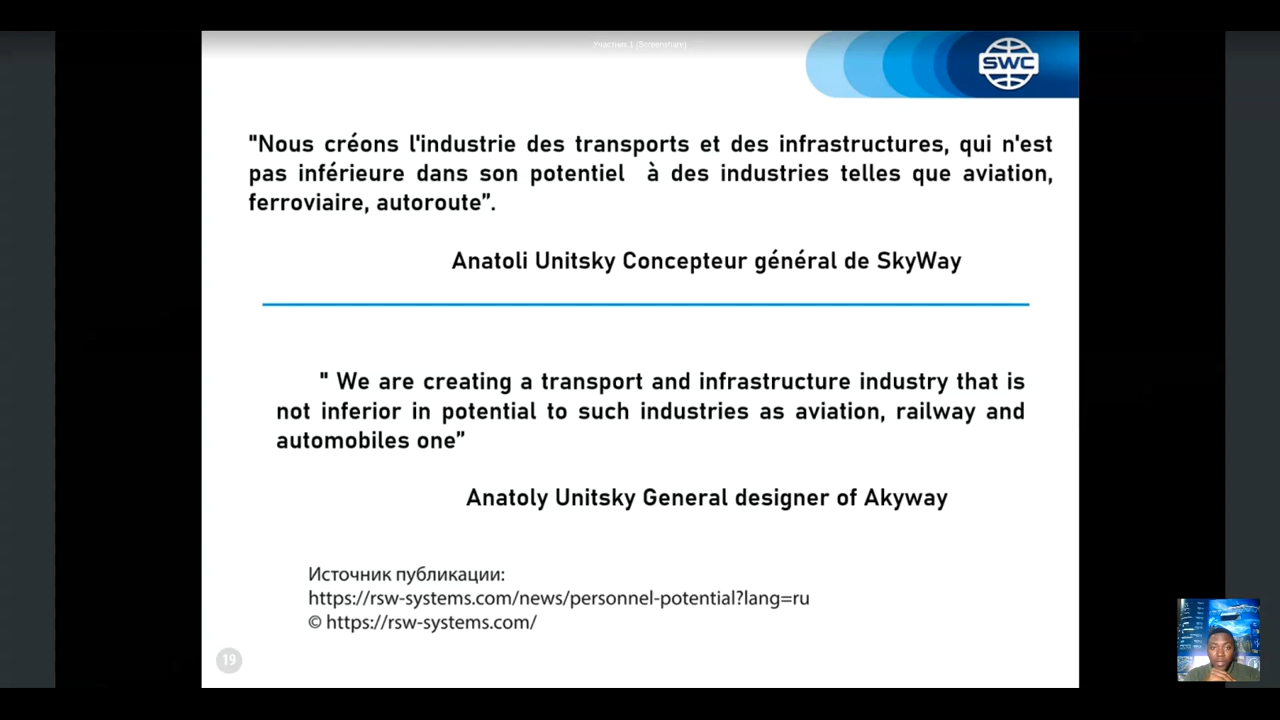 Участник 1 (Screenshare)
SWC
"Nous créons l'industrie des transports et des infrastructures, qui n'est
pas inférieure dans son potentiel à des industries telles que aviation,
ferroviaire, autoroute”.
Anatoli Unitsky Concepteur général de SkyWay
" We are creating a transport and infrastructure industry that is
not inferior in potential to such industries as aviation, railway and
automobiles one”
Anatoly Unitsky General designer of Akyway
Источник публикации:
https://rsw-systems.com/news/personnel-potential?lang=ru
© https://rsw-systems.com/
19